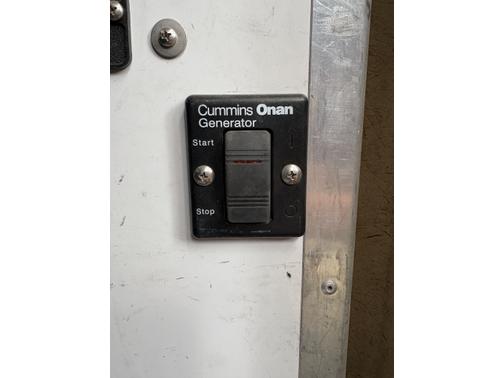 Cummins Onan
Generator
Start
Stop